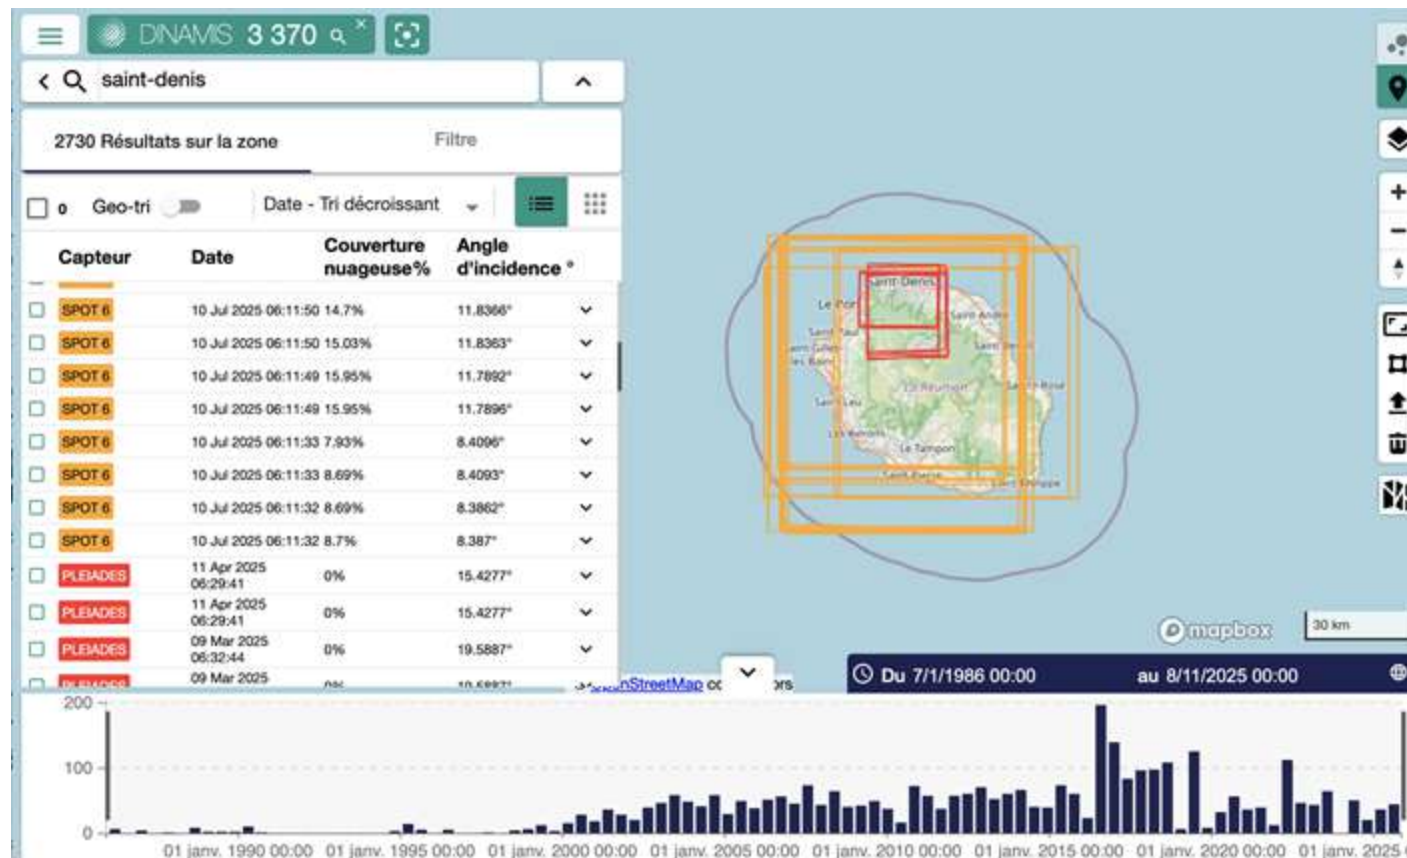 DINAMIS 3 370
saint-denis
2730 Résultats sur la zone
Filtre
0 Geo-tri Date - Tri décroissant
Capteur Date Couverture nuageuse% Angle d'incidence °
SPOT 6 10 Jul 2025 06:11:50 14.7% 11.8366°
SPOT 6 10 Jul 2025 06:11:50 15.03% 11.8363°
SPOT 6 10 Jul 2025 06:11:49 15.95% 11.7892°
SPOT 6 10 Jul 2025 06:11:49 15.95% 11.7896°
SPOT 6 10 Jul 2025 06:11:33 7.93% 8.4096°
SPOT 6 10 Jul 2025 06:11:33 8.69% 8.4093°
SPOT 6 10 Jul 2025 06:11:32 8.69% 8.3862°
SPOT 6 10 Jul 2025 06:11:32 8.7% 8.387°
PLEIADES 11 Apr 2025 06:29:41 0% 15.4277°
PLEIADES 11 Apr 2025 06:29:41 0% 15.4277°
PLEIADES 09 Mar 2025 06:32:44 0% 19.5887°
PLEIADES 09 Mar 2025
Saint-Denis
Saint-André
La Réunion
Saint-Leu
Le Tampon
Saint-Pierre
Saint-Philippe
mapbox
30 km
OpenStreetMap
Du 7/1/1986 00:00 au 8/11/2025 00:00
200
100
0
01 janv. 1990 00:00 01 janv. 1995 00:00 01 janv. 2000 00:00 01 janv. 2005 00:00 01 janv. 2010 00:00 01 janv. 2015 00:00 01 janv. 2020 00:00 01 janv. 2025